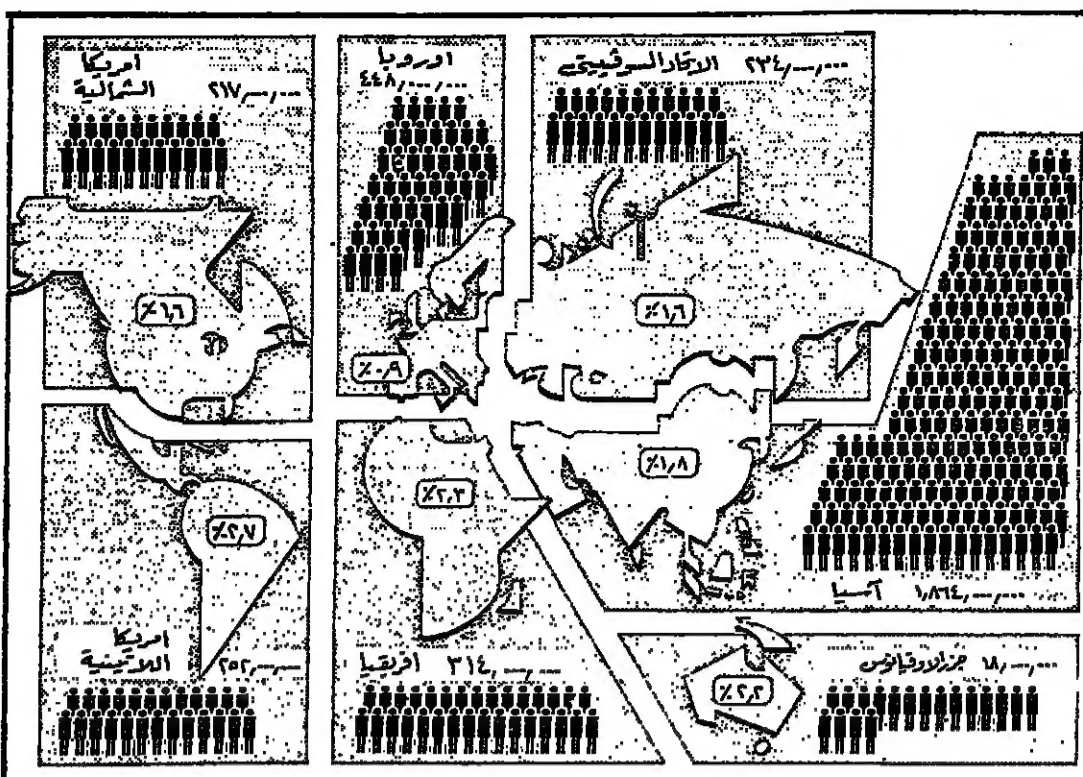 امريكا
الشمالية ٢١٧,٠٠٠,٠٠٠
٪١,٦
اوروبا
٤٤٨,٠٠٠,٠٠٠
٪٠,٩
الاتحاد السوفييتي ٢٣٤,٠٠٠,٠٠٠
٪١,٦
٪١,٨
آسيا ١,٨٦٤,٠٠٠,٠٠٠
٪٢,٧
امريكا
اللاتينية ٢٥٢,٠٠٠,٠٠٠
٪٢,٣
افريقيا ٣١٤,٠٠٠,٠٠٠
٪٢,٢
جزر الاوقيانوس ١٨,٠٠٠,٠٠٠